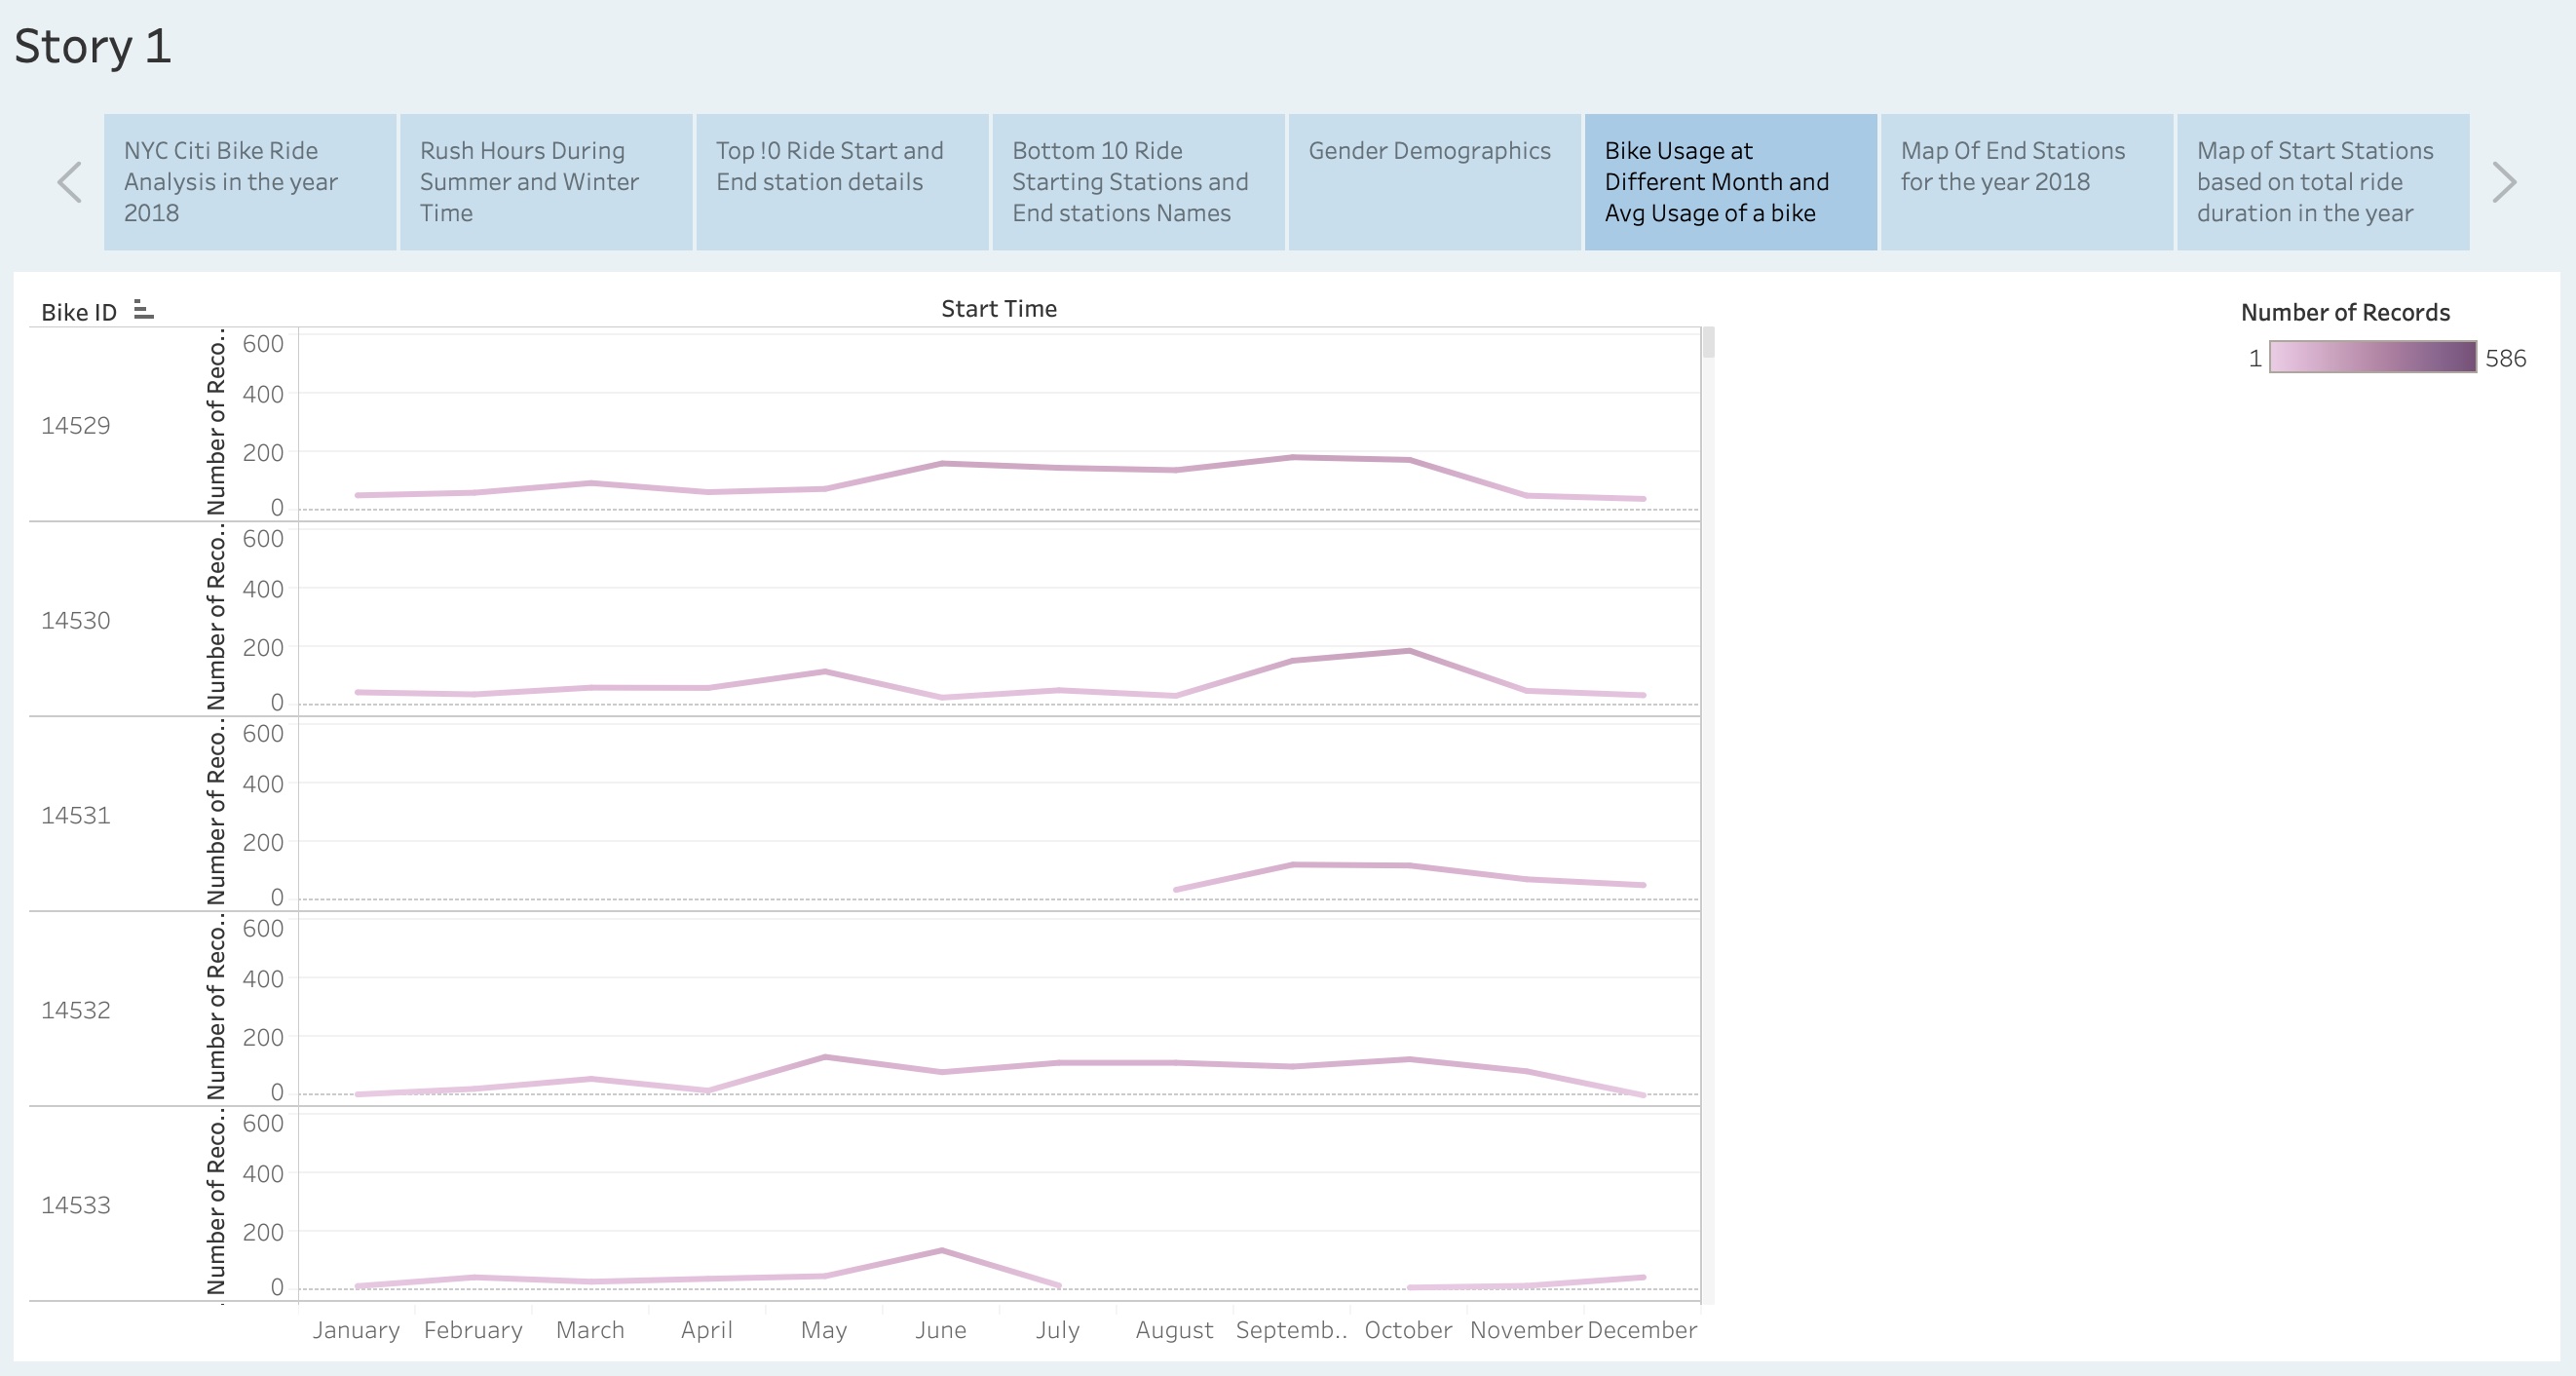 Story 1
NYC Citi Bike Ride
Analysis in the year
2018
Rush Hours During
Summer and Winter
Time
Top !0 Ride Start and
End station details
Bottom 10 Ride
Starting Stations and
End stations Names
Gender Demographics
Bike Usage at
Different Month and
Avg Usage of a bike
Map Of End Stations
for the year 2018
Map of Start Stations
based on total ride
duration in the year
Bike ID
Start Time
Number of Records
1
586
14529
Number of Reco..
600
400
200
0
14530
Number of Reco..
600
400
200
0
14531
Number of Reco..
600
400
200
0
14532
Number of Reco..
600
400
200
0
14533
Number of Reco..
600
400
200
0
January February March April May June July August Septemb.. October November December